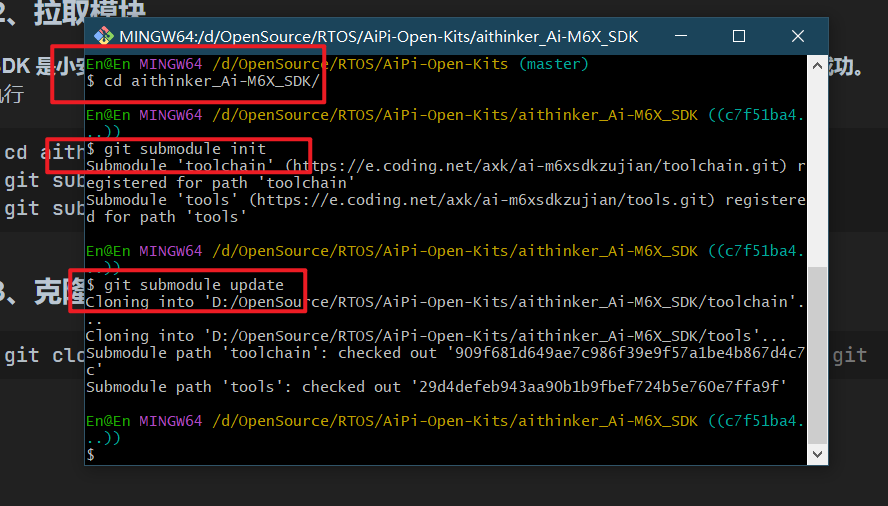 2、拉取模块
MINGW64:/d/OpenSource/RTOS/AiPi-Open-Kits/aithinker_Ai-M6X_SDK
En@En MINGW64 /d/OpenSource/RTOS/AiPi-Open-Kits (master)
SDK 是小安
成功。
$ cd aithinker_Ai-M6X_SDK/
执行
En@En MINGW64 /d/OpenSource/RTOS/AiPi-Open-Kits/aithinker_Ai-M6X_SDK ((c7f51ba4.
..))
$ git submodule init
cd aith
Submodule 'toolchain' (https://e.coding.net/axk/ai-m6xsdkzujian/toolchain.git) r
git sub
egistered for path 'toolchain'
Submodule 'tools' (https://e.coding.net/axk/ai-m6xsdkzujian/tools.git) registere
git sub
d for path 'tools'
En@En MINGW64 /d/OpenSource/RTOS/AiPi-Open-Kits/aithinker_Ai-M6X_SDK ((c7f51ba4.
..))
$ git submodule update
3、克隆
Cloning into 'D:/OpenSource/RTOS/AiPi-Open-Kits/aithinker_Ai-M6X_SDK/toolchain'.
..
Cloning into 'D:/OpenSource/RTOS/AiPi-Open-Kits/aithinker_Ai-M6X_SDK/tools'...
Submodule path 'toolchain': checked out '909f681d649ae7c986f39e9f57a1be4b867d4c7
git clo
git
c'
Submodule path 'tools': checked out '29d4defeb943aa90b1b9fbef724b5e760e7ffa9f'
En@En MINGW64 /d/OpenSource/RTOS/AiPi-Open-Kits/aithinker_Ai-M6X_SDK ((c7f51ba4.
..))
$